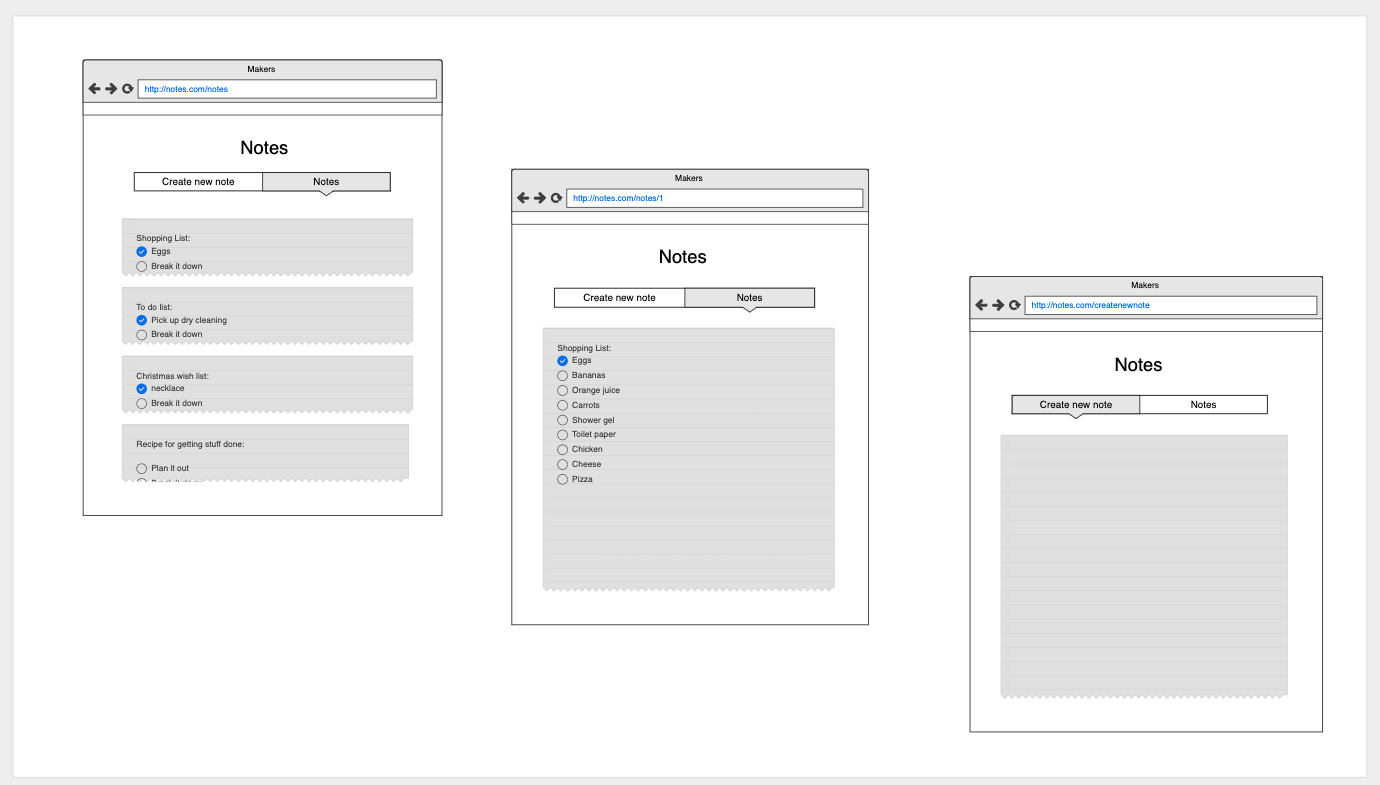 Makers
http://notes.com/notes
Notes
Create new note Notes
Shopping List:
Eggs
Break it down
To do list:
Pick up dry cleaning
Break it down
Christmas wish list:
necklace
Break it down
Recipe for getting stuff done:
Plan it out
Makers
http://notes.com/notes/1
Notes
Create new note Notes
Shopping List:
Eggs
Bananas
Orange juice
Carrots
Shower gel
Toilet paper
Chicken
Cheese
Pizza
Makers
http://notes.com/createnewnote
Notes
Create new note Notes